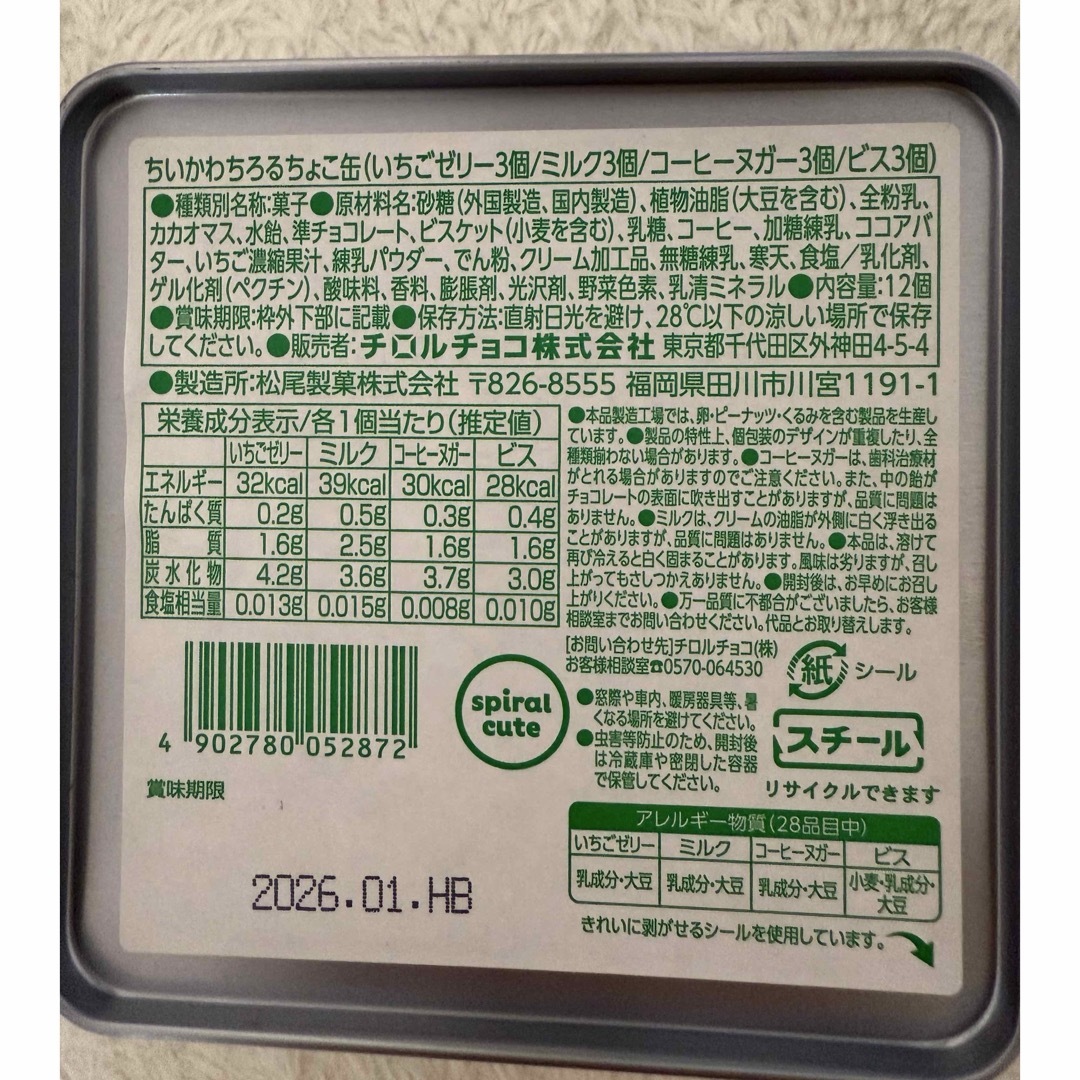 ちいかわちろるちょこ缶(いちごゼリー3個/ミルク3個/コーヒーヌガー3個/ビス3個)
●種類別名称:菓子●原材料名:砂糖(外国製造、国内製造)、植物油脂(大豆を含む)、全粉乳、
カカオマス、水飴、準チョコレート、ビスケット(小麦を含む)、乳糖、コーヒー、加糖練乳、ココアバ
ター、いちご濃縮果汁、練乳パウダー、でん粉、クリーム加工品、無糖練乳、寒天、食塩/乳化剤、
ゲル化剤(ペクチン)、酸味料、香料、膨脹剤、光沢剤、野菜色素、乳清ミネラル●内容量:12個
●賞味期限:枠外下部に記載●保存方法:直射日光を避け、28℃以下の涼しい場所で保存
してください。●販売者:チロルチョコ株式会社 東京都千代田区外神田4-5-4
●製造所:松尾製菓株式会社 〒826-8555 福岡県田川市川宮1191-1
栄養成分表示/各1個当たり(推定値)
いちごゼリー ミルク コーヒーヌガー ビス
エネルギー 32kcal 39kcal 30kcal 28kcal
たんぱく質 0.2g 0.5g 0.3g 0.4g
脂質 1.6g 2.5g 1.6g 1.6g
炭水化物 4.2g 3.6g 3.7g 3.0g
食塩相当量 0.013g 0.015g 0.008g 0.010g
●本品製造工場では、卵・ピーナッツ・くるみを含む製品を生産し
ています。●製品の特性上、個包装のデザインが重複したり、全
種類揃わない場合があります。●コーヒーヌガーは、歯科治療材
がとれる場合がありますのでご注意ください。また、中の飴が
チョコレートの表面に吹き出すことがありますが、品質に問題は
ありません。●ミルクは、クリームの油脂が外側に白く浮き出る
ことがありますが、品質に問題はありません。●本品は、溶けて
再び冷えると白く固まることがあります。風味は劣りますが、召し
上がってもさしつかえありません。●開封後は、お早めにお召し
上がりください。●万一品質に不都合がございましたら、お客様
相談室までお問い合わせください。代品とお取り替えします。
[お問い合わせ先]チロルチョコ(株)
お客様相談室☎0570-064530
紙 シール
●窓際や車内、暖房器具等、暑
くなる場所を避けてください。
●虫害等防止のため、開封後
は冷蔵庫や密閉した容器
で保管してください。
スチール
リサイクルできます
spiral
cute
4 902780 052872
賞味期限
2026.01.HB
アレルギー物質(28品目中)
いちごゼリー ミルク コーヒーヌガー ビス
乳成分・大豆 乳成分・大豆 乳成分・大豆 小麦・乳成分・
大豆
きれいに剥がせるシールを使用しています。